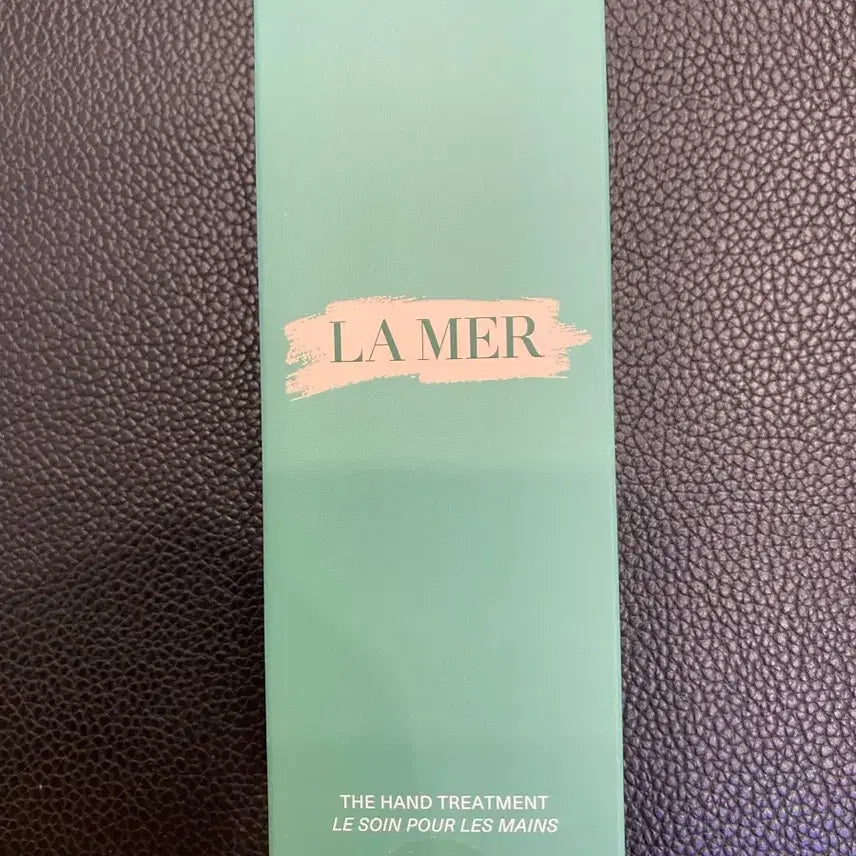 LA MER
THE HAND TREATMENT
LE SOIN POUR LES MAINS